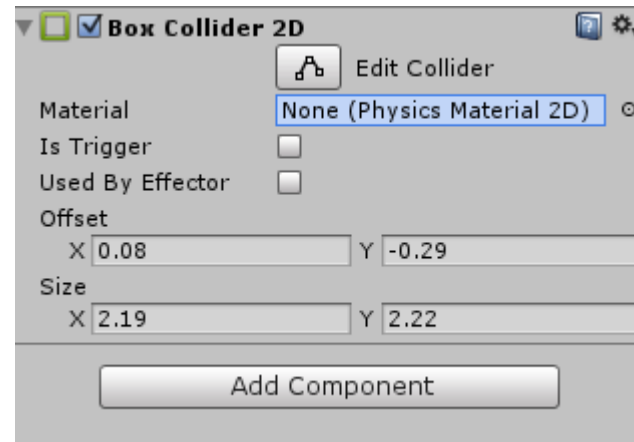 Box Collider 2D
Edit Collider
Material None (Physics Material 2D)
Is Trigger
Used By Effector
Offset
X 0.08 Y -0.29
Size
X 2.19 Y 2.22
Add Component